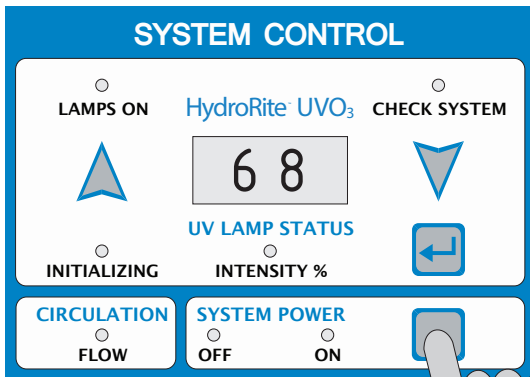 SYSTEM CONTROL
LAMPS ON
HydroRite UVO₃
CHECK SYSTEM
68
UV LAMP STATUS
INITIALIZING
INTENSITY %
CIRCULATION
FLOW
SYSTEM POWER
OFF ON